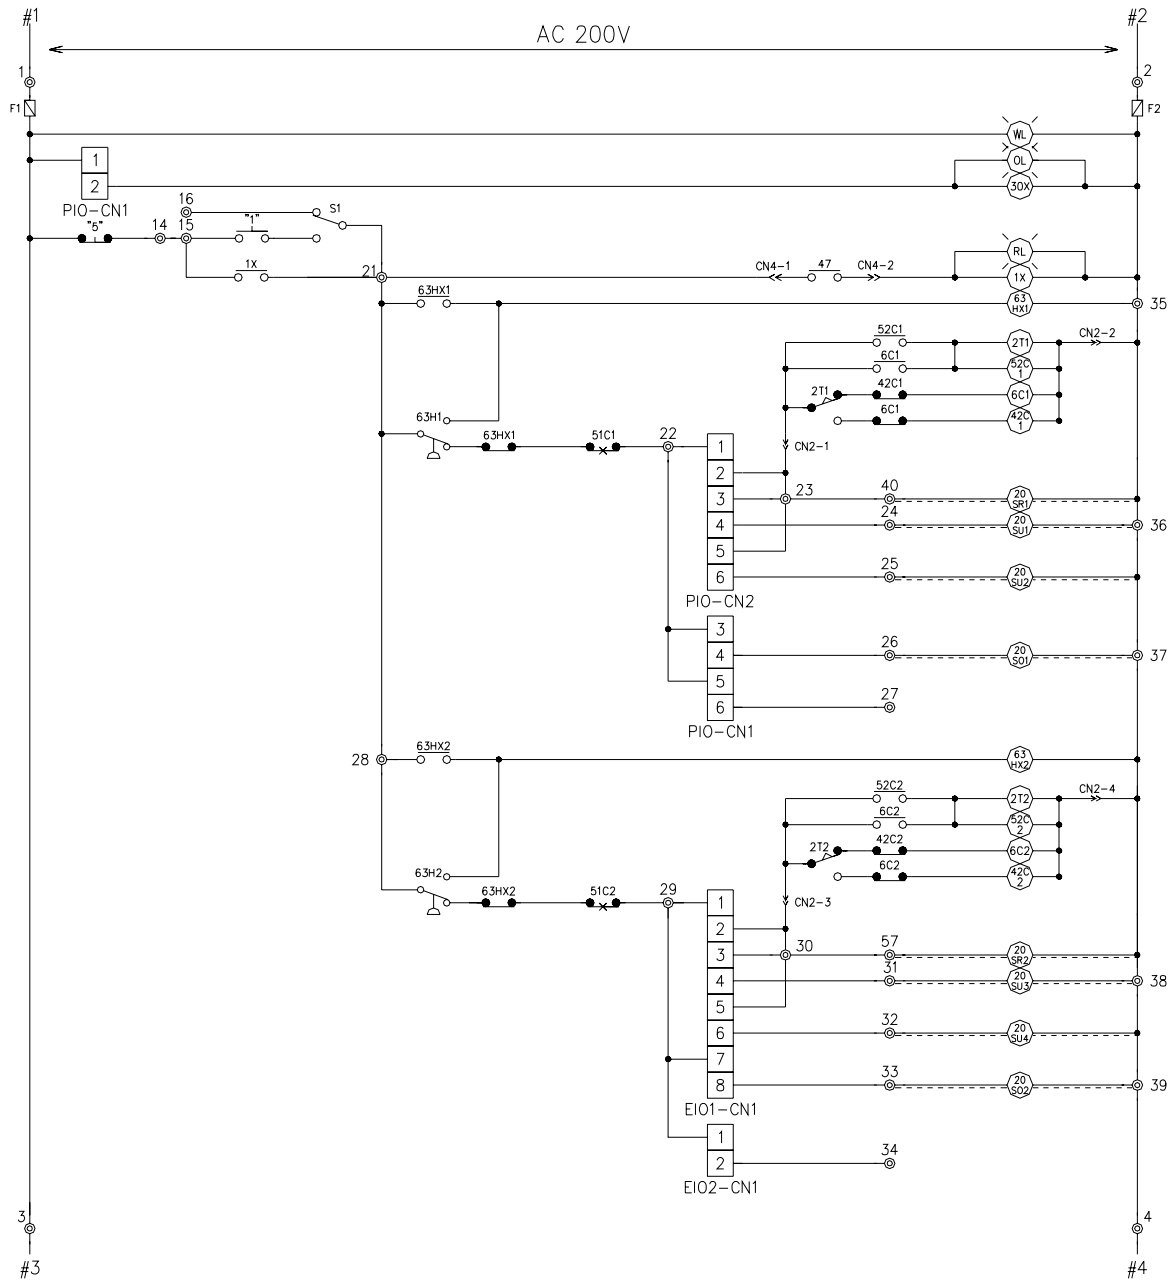 #1 #2
AC 200V
1 2
F1 F2
WL
1 OL
2 30X
PIO-CN1
16
"5" 14 15 "1" S1
RL
1X 21 CN4-1 47 CN4-2 1X
63HX1 63 HX1 35
52C1 2T1 CN2-2
6C1 52C 1
2T1 42C1 6C1
6C1 42C 1
63H1
63HX1 51C1 22 1 CN2-1
2
3 23 40 20 SR1
4 24 20 SU1 36
5
6 25 20 SU2
PIO-CN2
3
4 26 20 SO1 37
5
6 27
PIO-CN1
28 63HX2 63 HX2
52C2 2T2 CN2-4
6C2 52C 2
2T2 42C2 6C2
6C2 42C 2
63H2
63HX2 51C2 29 1 CN2-3
2
3 30 57 20 SR2
4 31 20 SU3 38
5
6 32 20 SU4
7
8 33 20 SO2 39
EIO1-CN1
1
2 34
EIO2-CN1
3 4
#3 #4